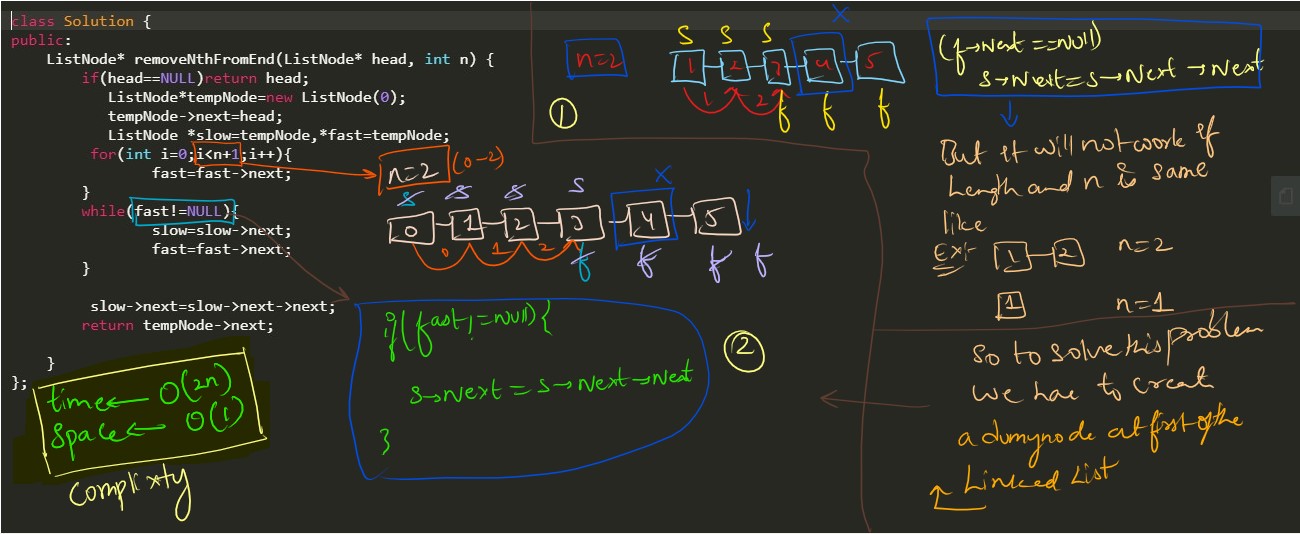 class Solution {
public:
ListNode* removeNthFromEnd(ListNode* head, int n) {
if(head==NULL)return head;
ListNode*tempNode=new ListNode(0);
tempNode->next=head;
ListNode *slow=tempNode,*fast=tempNode;
for(int i=0;i<n+1;i++){
fast=fast->next;
}
while(fast!=NULL){
slow=slow->next;
fast=fast->next;
}
slow->next=slow->next->next;
return tempNode->next;
}
};
time← O(2n)
Space← O(1)
Complixty
n=2
S S S X
1 2 3 4 5
1 2
f f f
1
(f→Next ==Null)
S→Next=S→Next →Next
But it will not work if
Length and n is same
like
Ex:- 1 2 n=2
1 n=1
n=2 (0-2)
S S S S X
0 1 2 3 4 5
0 1 2
f f f f
if(fast!=Null){
S→Next = S→Next→Next
}
2
So to solve this problem
we hae to creat
a dumynode at first of the
Linked List